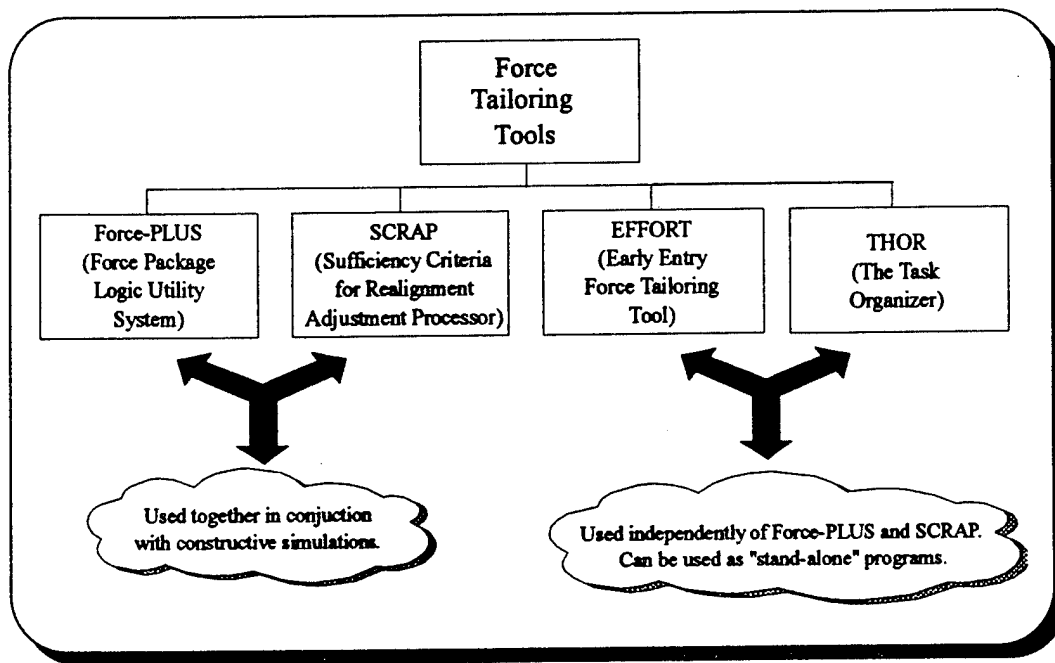 Force
Tailoring
Tools
Force-PLUS
(Force Package
Logic Utility
System)
SCRAP
(Sufficiency Criteria
for Realignment
Adjustment Processor)
EFFORT
(Early Entry
Force Tailoring
Tool)
THOR
(The Task
Organizer)
Used together in conjuction
with constructive simulations.
Used independently of Force-PLUS and SCRAP.
Can be used as "stand-alone" programs.